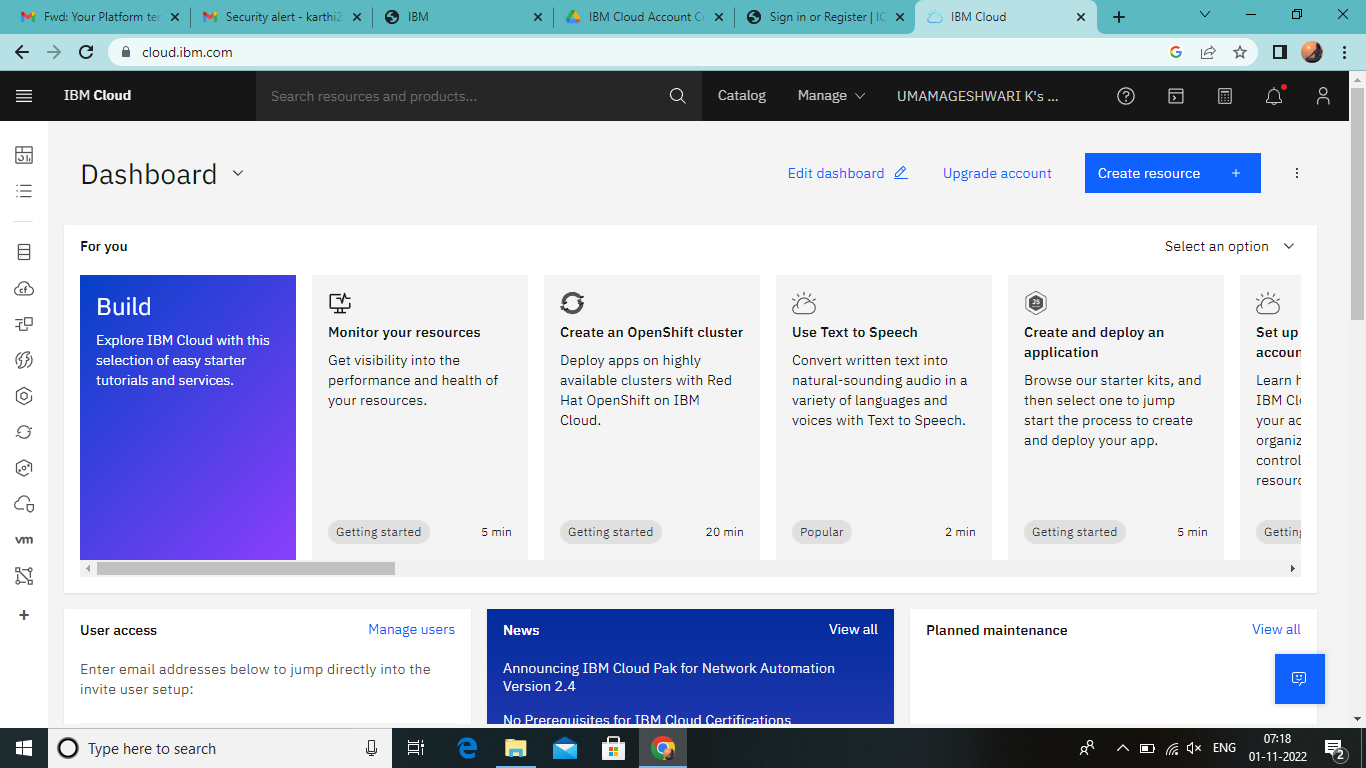 Fwd: Your Platform ter
Security alert - karthi2
IBM
IBM Cloud Account Cr
Sign in or Register | IC
IBM Cloud
cloud.ibm.com
IBM Cloud
Search resources and products...
Catalog
Manage
UMAMAGESHWARI K's ...
Dashboard
Edit dashboard
Upgrade account
Create resource +
For you
Select an option
Build
Explore IBM Cloud with this
selection of easy starter
tutorials and services.
Monitor your resources
Get visibility into the
performance and health of
your resources.
Getting started
5 min
Create an OpenShift cluster
Deploy apps on highly
available clusters with Red
Hat OpenShift on IBM
Cloud.
Getting started
20 min
Use Text to Speech
Convert written text into
natural-sounding audio in a
variety of languages and
voices with Text to Speech.
Popular
2 min
JS
Create and deploy an
application
Browse our starter kits, and
then select one to jump
start the process to create
and deploy your app.
Getting started
5 min
Set up
accoun
Learn h
IBM Cl
your ac
organiz
control
resourc
Getting
cf
vm
User access
Manage users
Enter email addresses below to jump directly into the
invite user setup:
News
View all
Announcing IBM Cloud Pak for Network Automation
Version 2.4
No Prerequisites for IBM Cloud Certifications
Planned maintenance
View all
Type here to search
ENG
07:18
01-11-2022
2